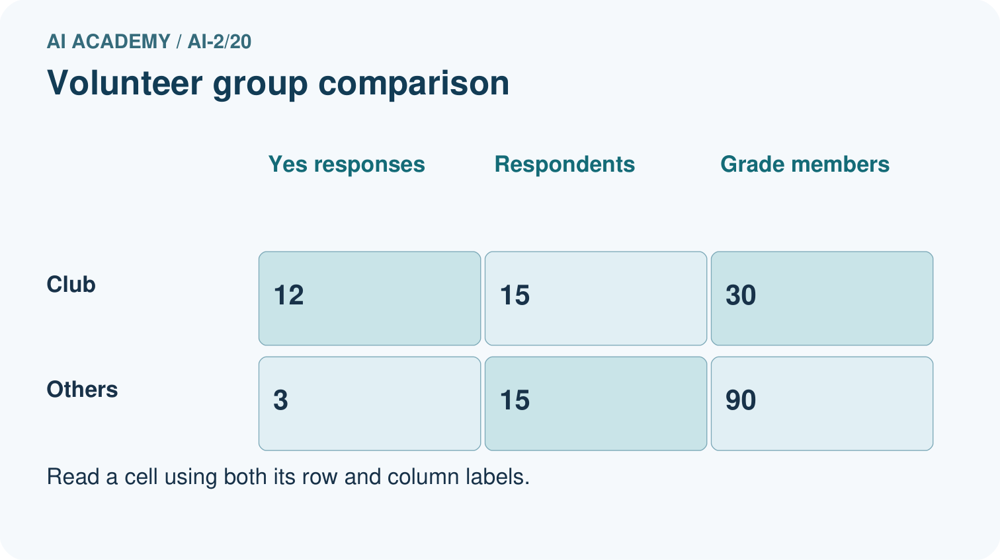 AI ACADEMY / AI-2/20
Volunteer group comparison
Yes responses Respondents Grade members
Club 12 15 30
Others 3 15 90
Read a cell using both its row and column labels.